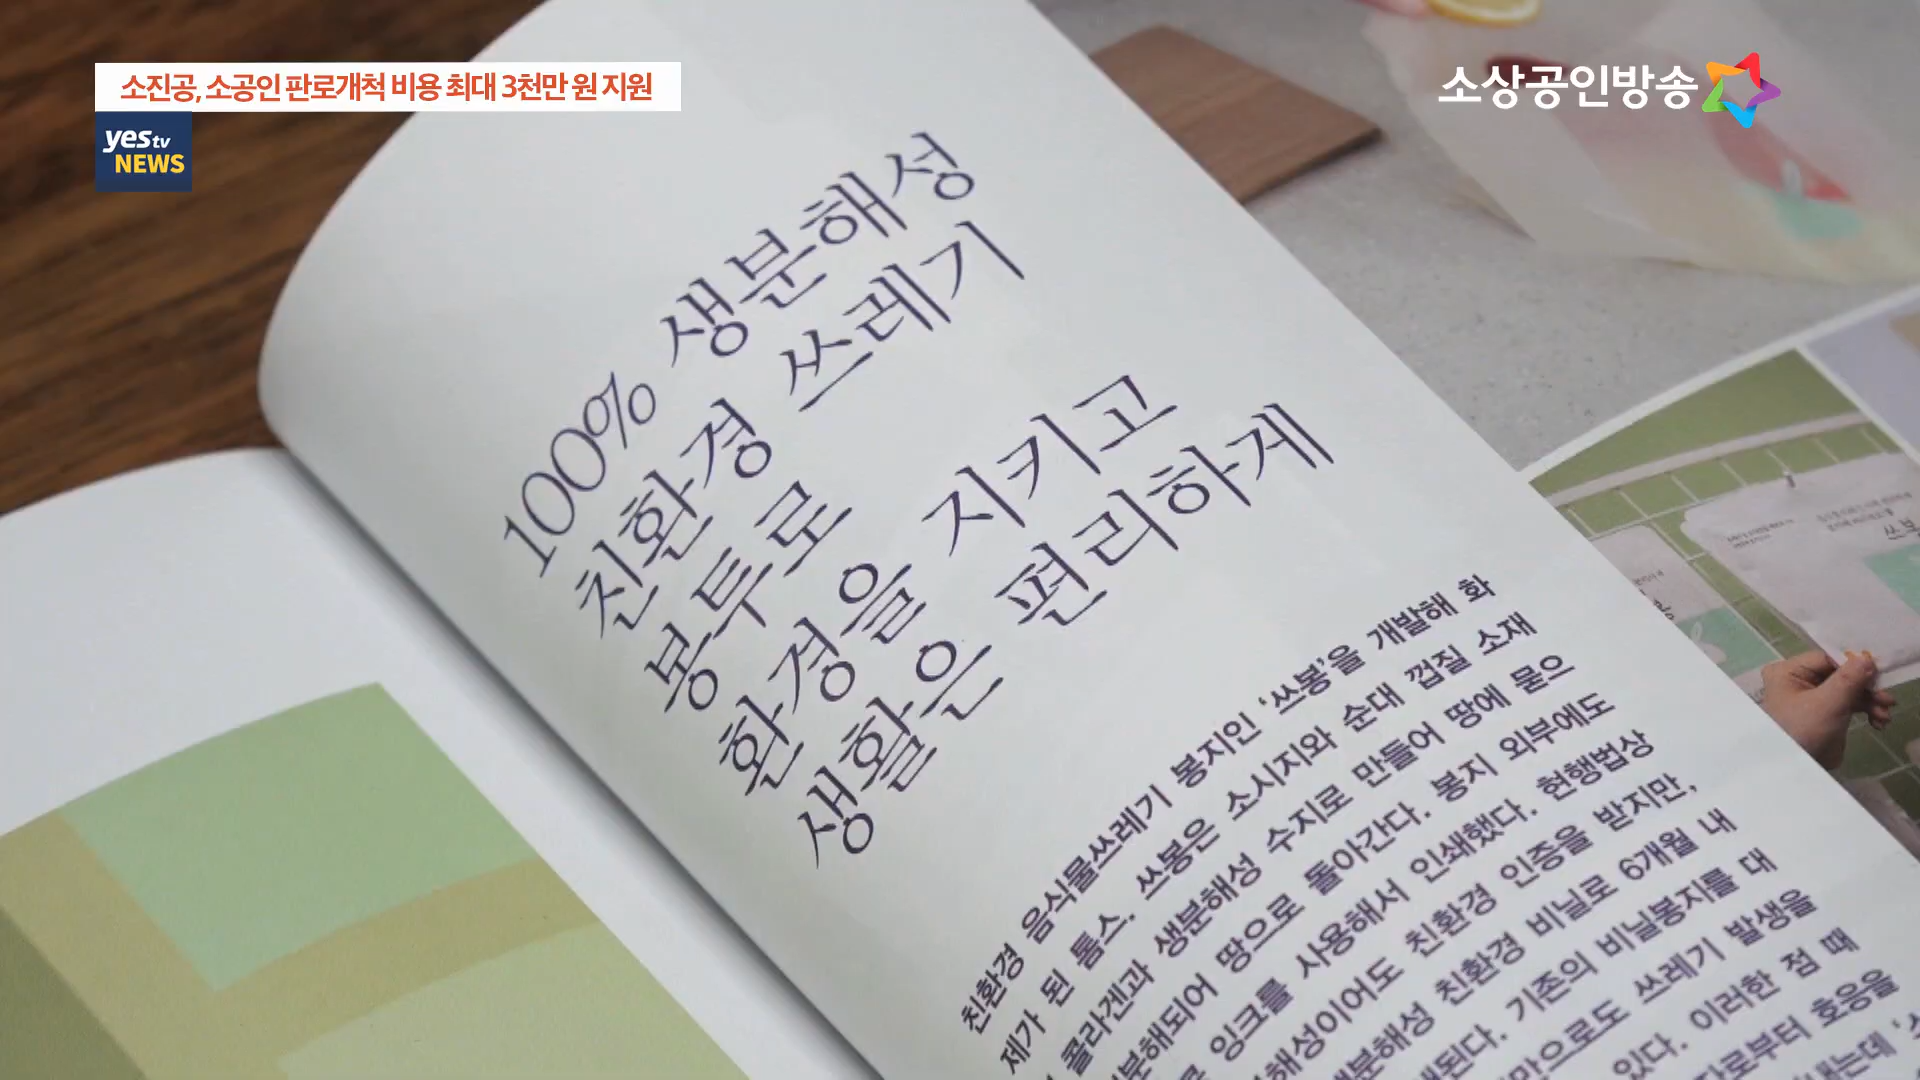 소진공, 소공인 판로개척 비용 최대 3천만 원 지원
yes tv
NEWS
소상공인방송
100% 생분해성
친환경 쓰레기
봉투로
환경을 지키고
생활은 편리하게
친환경 음식물쓰레기 봉지인 ‘쓰봉’을 개발해 화
제가 된 톰스. 쓰봉은 소시지와 순대 껍질 소재
콜라겐과 생분해성 수지로 만들어 땅에 묻으
분해되어 땅으로 돌아간다. 봉지 외부에도
잉크를 사용해서 인쇄했다. 현행법상
해성이어도 친환경 인증을 받지만,
분해성 친환경 비닐로 6개월 내
된다. 기존의 비닐봉지를 대
만으로도 쓰레기 발생을
있다. 이러한 점 때
로부터 호응을
는데